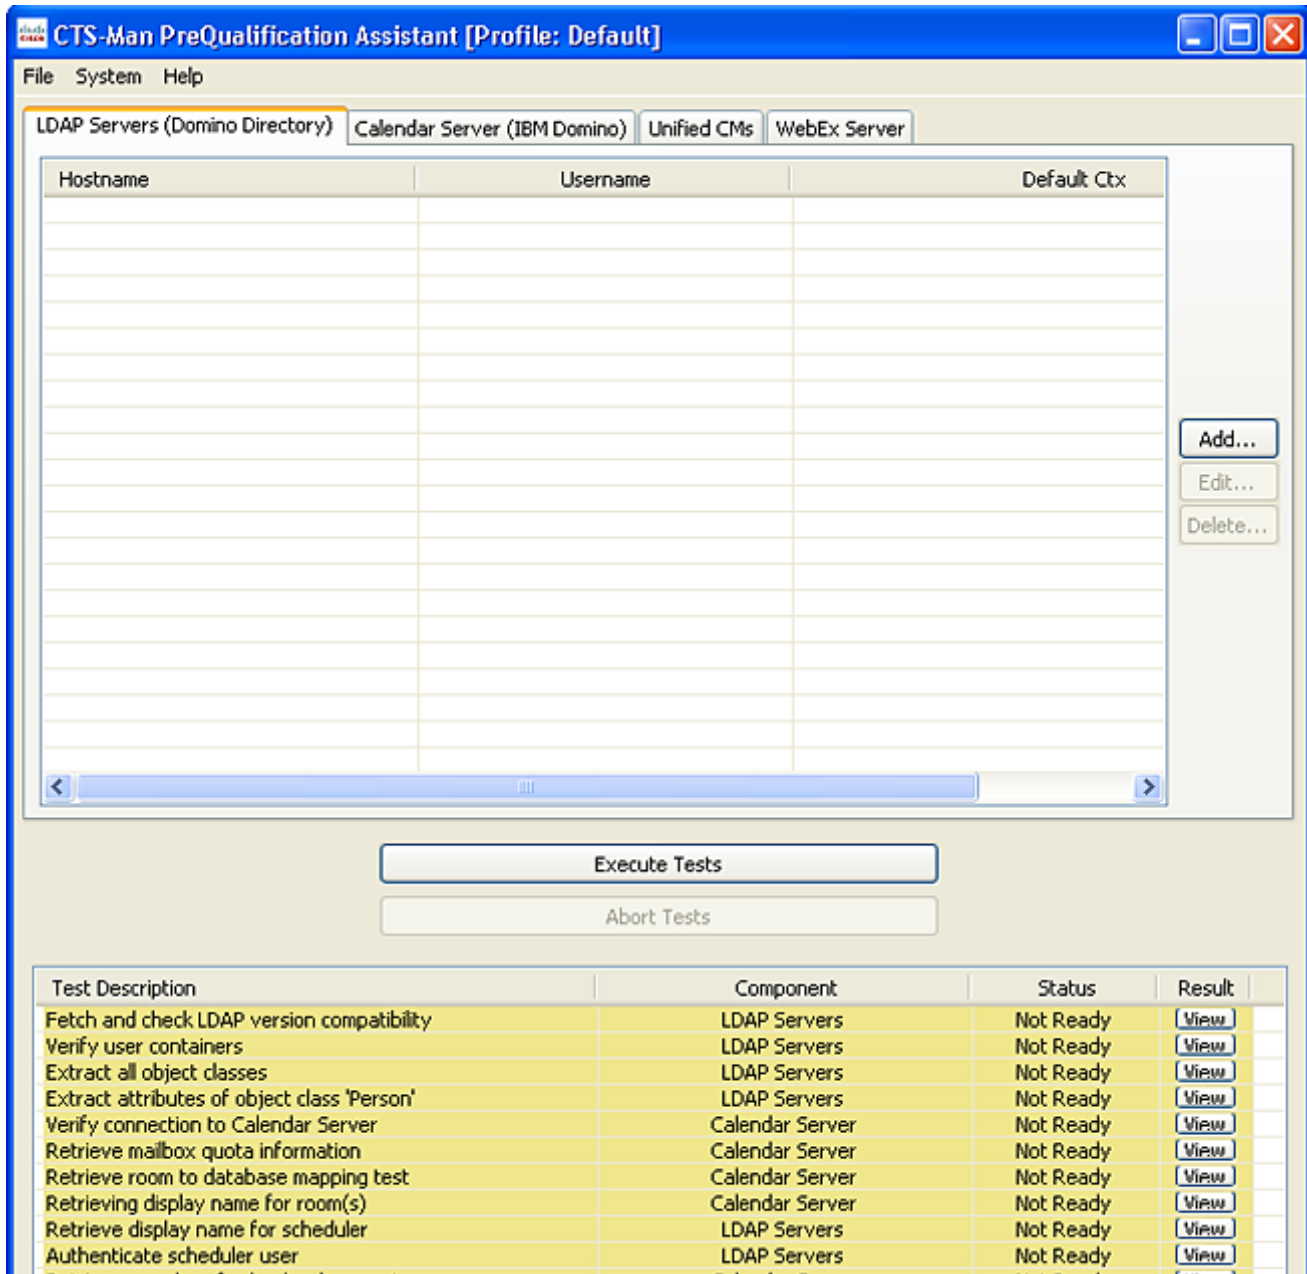 CTS-Man PreQualification Assistant [Profile: Default]
File System Help
LDAP Servers (Domino Directory) Calendar Server (IBM Domino) Unified CMs WebEx Server
Hostname Username Default Ctx
Add...
Edit...
Delete...
Execute Tests
Abort Tests
Test Description Component Status Result
Fetch and check LDAP version compatibility LDAP Servers Not Ready View
Verify user containers LDAP Servers Not Ready View
Extract all object classes LDAP Servers Not Ready View
Extract attributes of object class 'Person' LDAP Servers Not Ready View
Verify connection to Calendar Server Calendar Server Not Ready View
Retrieve mailbox quota information Calendar Server Not Ready View
Retrieve room to database mapping test Calendar Server Not Ready View
Retrieving display name for room(s) Calendar Server Not Ready View
Retrieve display name for scheduler LDAP Servers Not Ready View
Authenticate scheduler user LDAP Servers Not Ready View